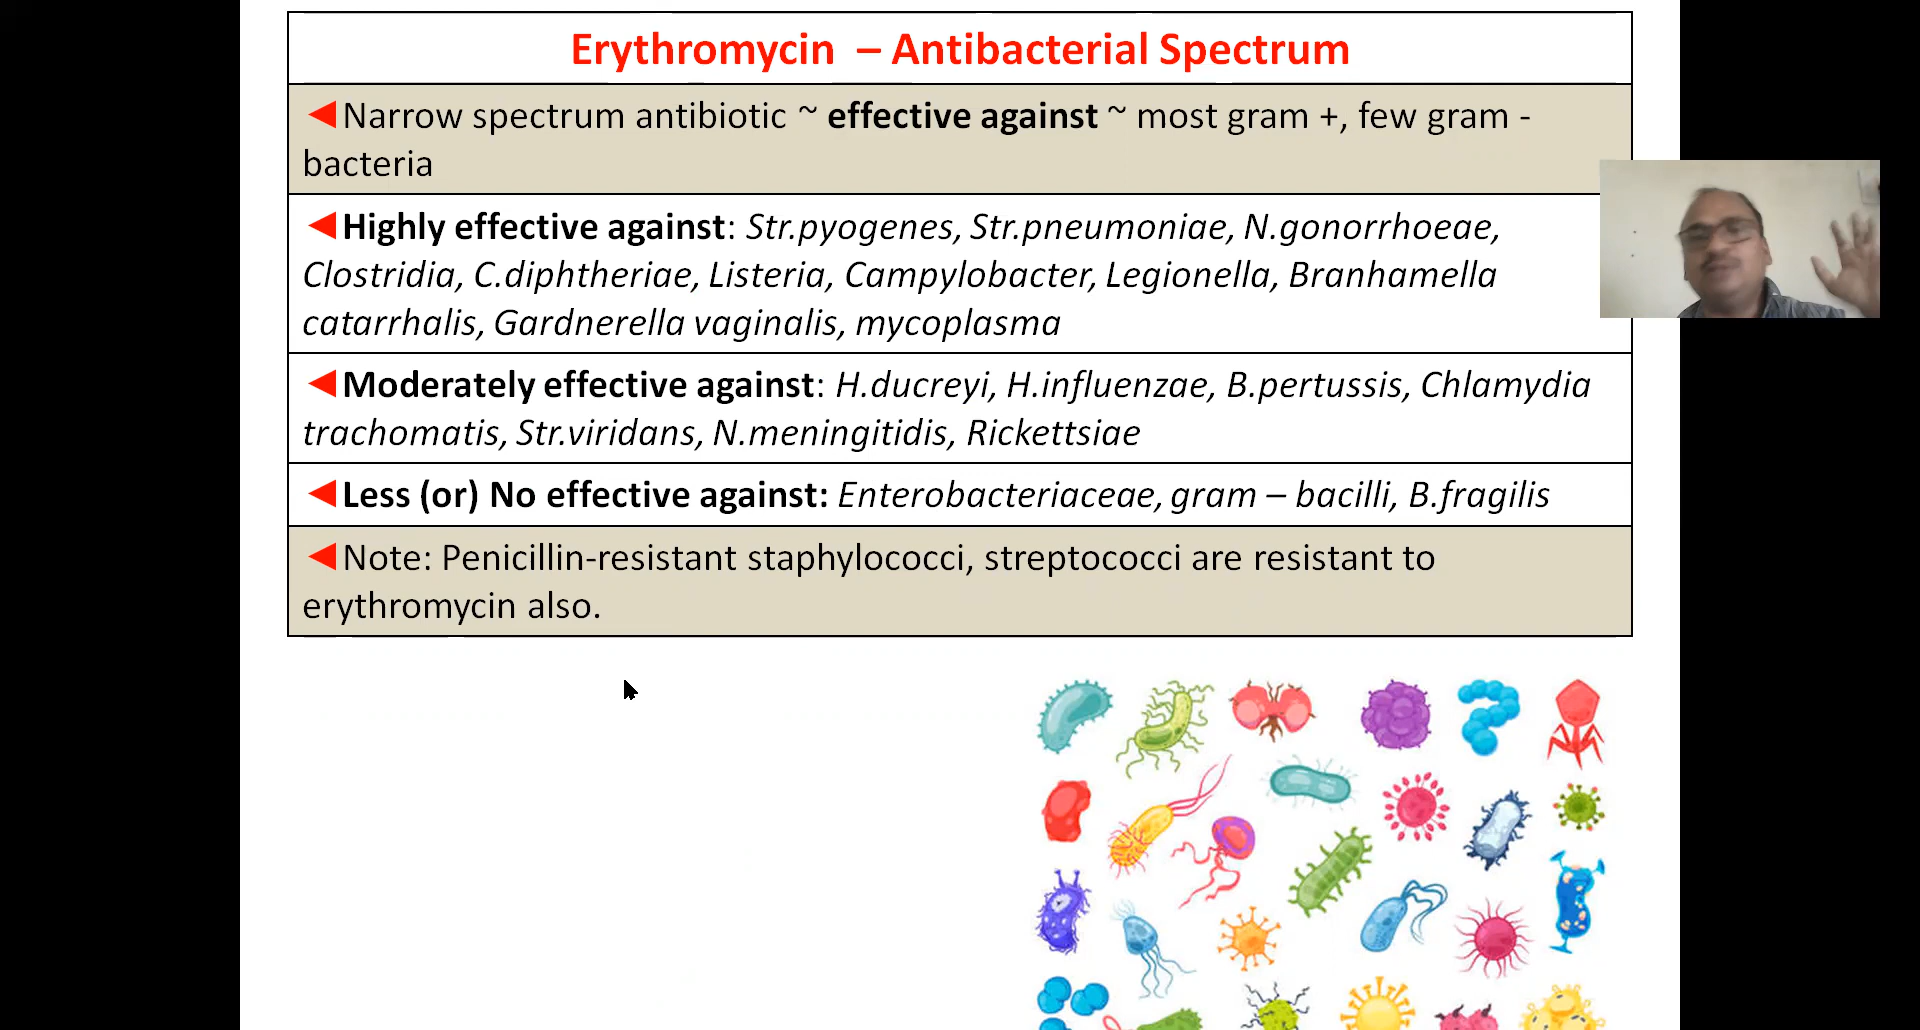 Erythromycin – Antibacterial Spectrum
◄Narrow spectrum antibiotic ~ effective against ~ most gram +, few gram -
bacteria
◄Highly effective against: Str.pyogenes, Str.pneumoniae, N.gonorrhoeae,
Clostridia, C.diphtheriae, Listeria, Campylobacter, Legionella, Branhamella
catarrhalis, Gardnerella vaginalis, mycoplasma
◄Moderately effective against: H.ducreyi, H.influenzae, B.pertussis, Chlamydia
trachomatis, Str.viridans, N.meningitidis, Rickettsiae
◄Less (or) No effective against: Enterobacteriaceae, gram – bacilli, B.fragilis
◄Note: Penicillin-resistant staphylococci, streptococci are resistant to
erythromycin also.